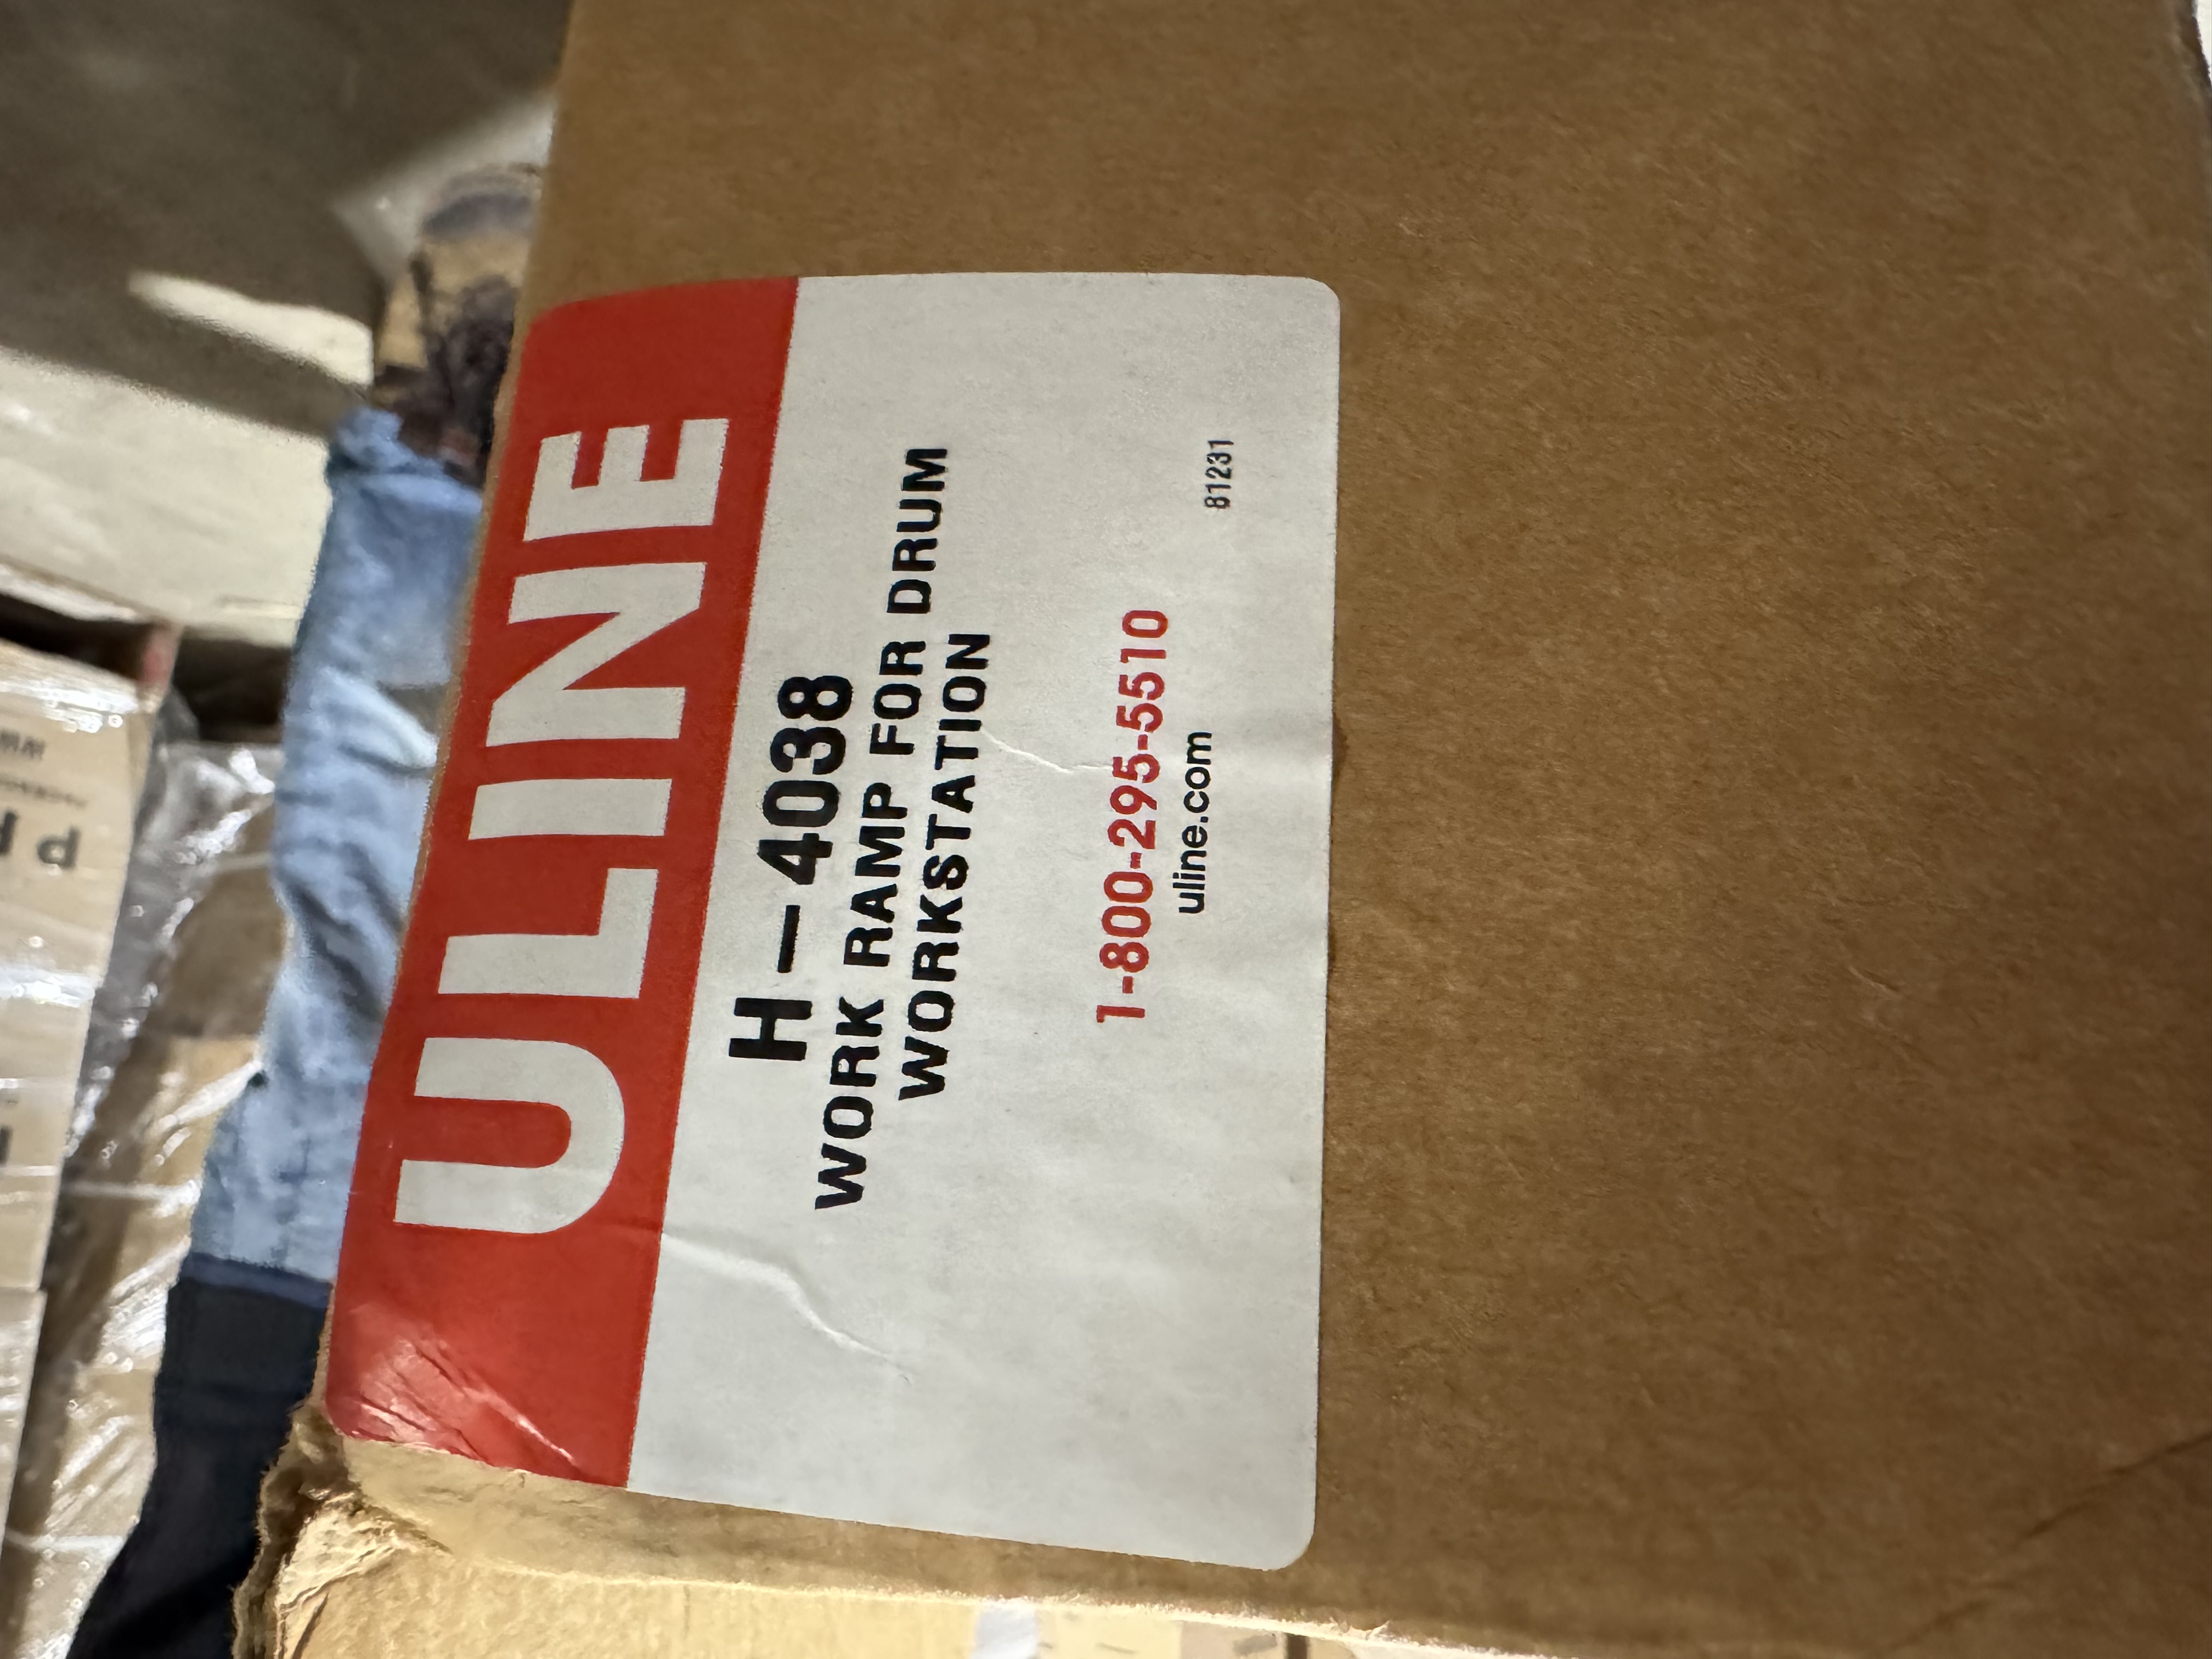 ULINE
H-4038
WORK RAMP FOR DRUM
WORKSTATION
1-800-295-5510
uline.com
81231